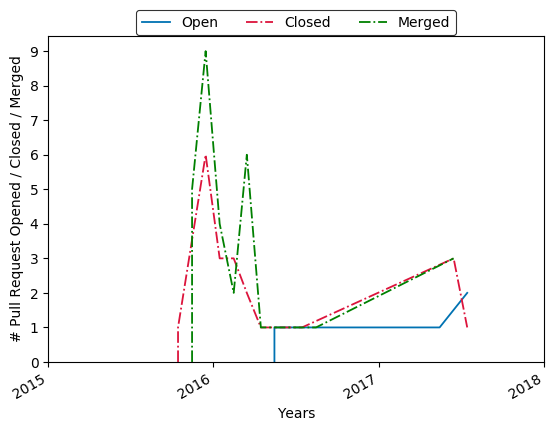 Open Closed Merged
# Pull Request Opened / Closed / Merged
9
8
7
6
5
4
3
2
1
0
2015 2016 2017 2018
Years